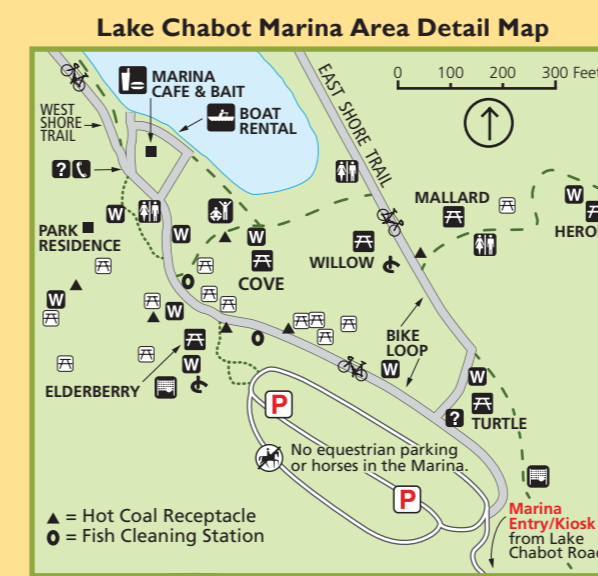 Lake Chabot Marina Area Detail Map
MARINA
CAFE & BAIT
BOAT
RENTAL
WEST
SHORE
TRAIL
EAST SHORE TRAIL
0 100 200 300 Feet
?
W
PARK
RESIDENCE
W
W
COVE
WILLOW
MALLARD
W
HERO
W
W
ELDERBERRY
W
BIKE
LOOP
W
W
?
TURTLE
P
No equestrian parking
or horses in the Marina.
P
▲ = Hot Coal Receptacle
O = Fish Cleaning Station
Marina
Entry/Kiosk
from Lake
Chabot Road